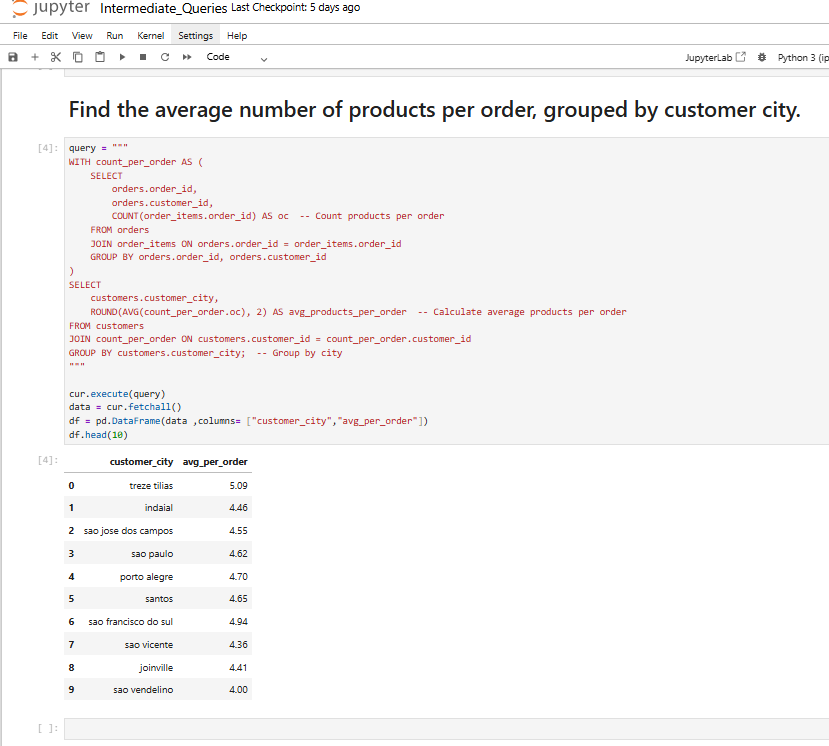 jupyter Intermediate_Queries Last Checkpoint: 5 days ago
File Edit View Run Kernel Settings Help
Code JupyterLab Python 3 (ip
Find the average number of products per order, grouped by customer city.
[4]: query = """
WITH count_per_order AS (
    SELECT
        orders.order_id,
        orders.customer_id,
        COUNT(order_items.order_id) AS oc  -- Count products per order
    FROM orders
    JOIN order_items ON orders.order_id = order_items.order_id
    GROUP BY orders.order_id, orders.customer_id
)
SELECT
    customers.customer_city,
    ROUND(AVG(count_per_order.oc), 2) AS avg_products_per_order  -- Calculate average products per order
FROM customers
JOIN count_per_order ON customers.customer_id = count_per_order.customer_id
GROUP BY customers.customer_city;  -- Group by city
"""
cur.execute(query)
data = cur.fetchall()
df = pd.DataFrame(data ,columns= ["customer_city","avg_per_order"])
df.head(10)
[4]: customer_city avg_per_order
0 treze tilias 5.09
1 indaial 4.46
2 sao jose dos campos 4.55
3 sao paulo 4.62
4 porto alegre 4.70
5 santos 4.65
6 sao francisco do sul 4.94
7 sao vicente 4.36
8 joinville 4.41
9 sao vendelino 4.00
[ ]: